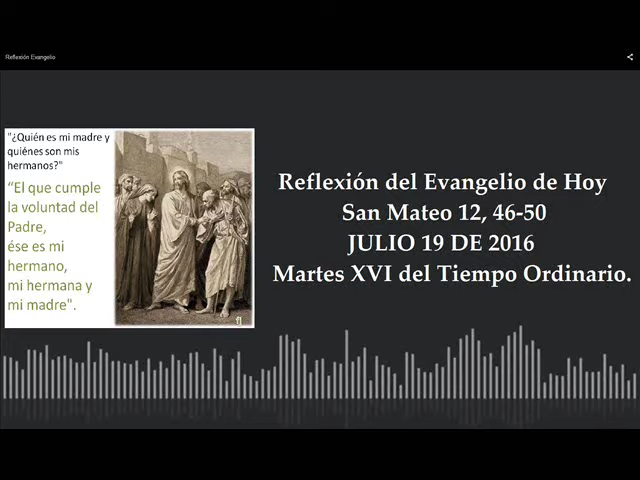 Reflexión Evangelio
"¿Quién es mi madre y
quiénes son mis
hermanos?"
“El que cumple
la voluntad del
Padre,
ése es mi
hermano,
mi hermana y
mi madre".
Reflexión del Evangelio de Hoy
San Mateo 12, 46-50
JULIO 19 DE 2016
Martes XVI del Tiempo Ordinario.